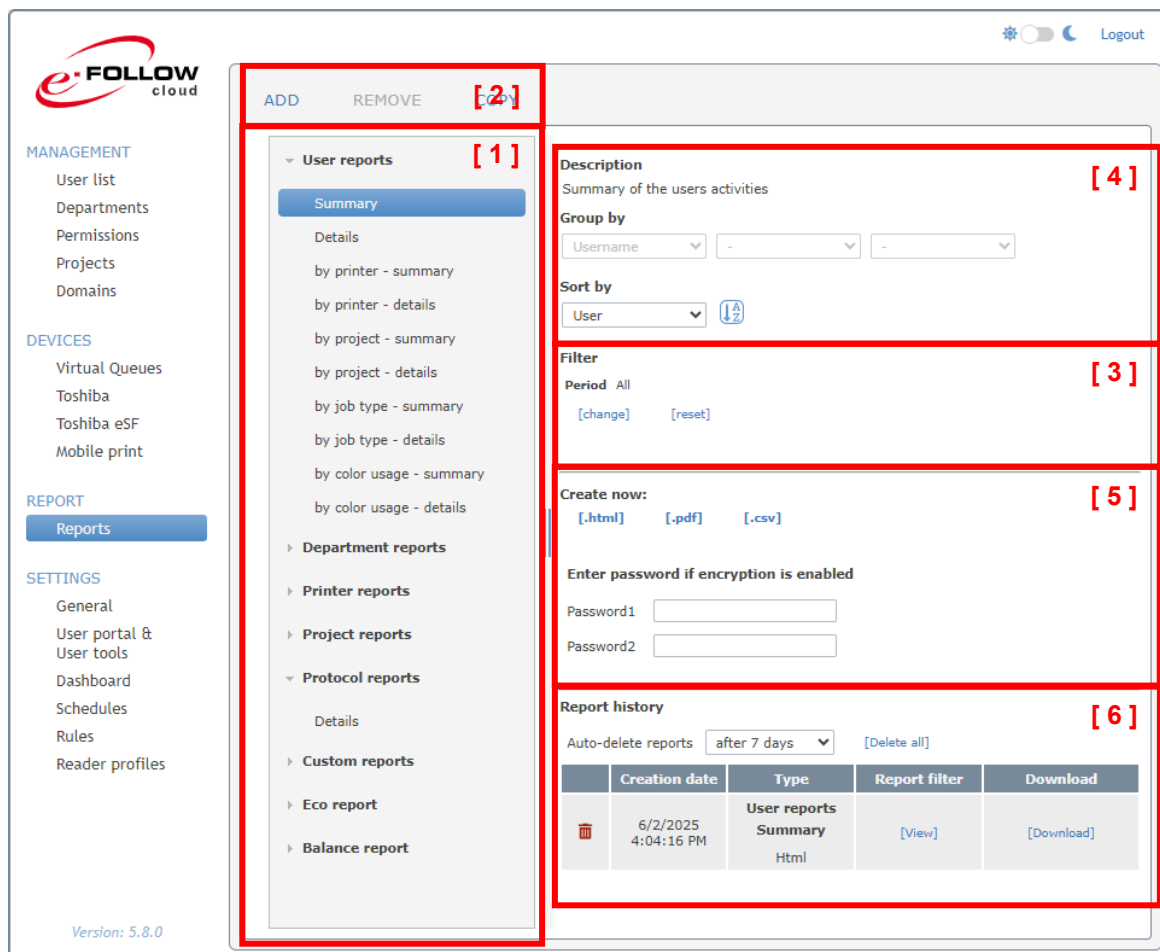 Logout
e-FOLLOW
cloud
MANAGEMENT
User list
Departments
Permissions
Projects
Domains
DEVICES
Virtual Queues
Toshiba
Toshiba eSF
Mobile print
REPORT
Reports
SETTINGS
General
User portal &
User tools
Dashboard
Schedules
Rules
Reader profiles
Version: 5.8.0
ADD REMOVE COPY [ 2 ]
[ 1 ]
User reports
Summary
Details
by printer - summary
by printer - details
by project - summary
by project - details
by job type - summary
by job type - details
by color usage - summary
by color usage - details
Department reports
Printer reports
Project reports
Protocol reports
Details
Custom reports
Eco report
Balance report
Description [ 4 ]
Summary of the users activities
Group by
Username - -
Sort by
User AZ
Filter [ 3 ]
Period All
[change] [reset]
Create now: [ 5 ]
[.html] [.pdf] [.csv]
Enter password if encryption is enabled
Password1
Password2
Report history [ 6 ]
Auto-delete reports after 7 days [Delete all]
Creation date Type Report filter Download
6/2/2025
4:04:16 PM
User reports
Summary
Html
[View] [Download]